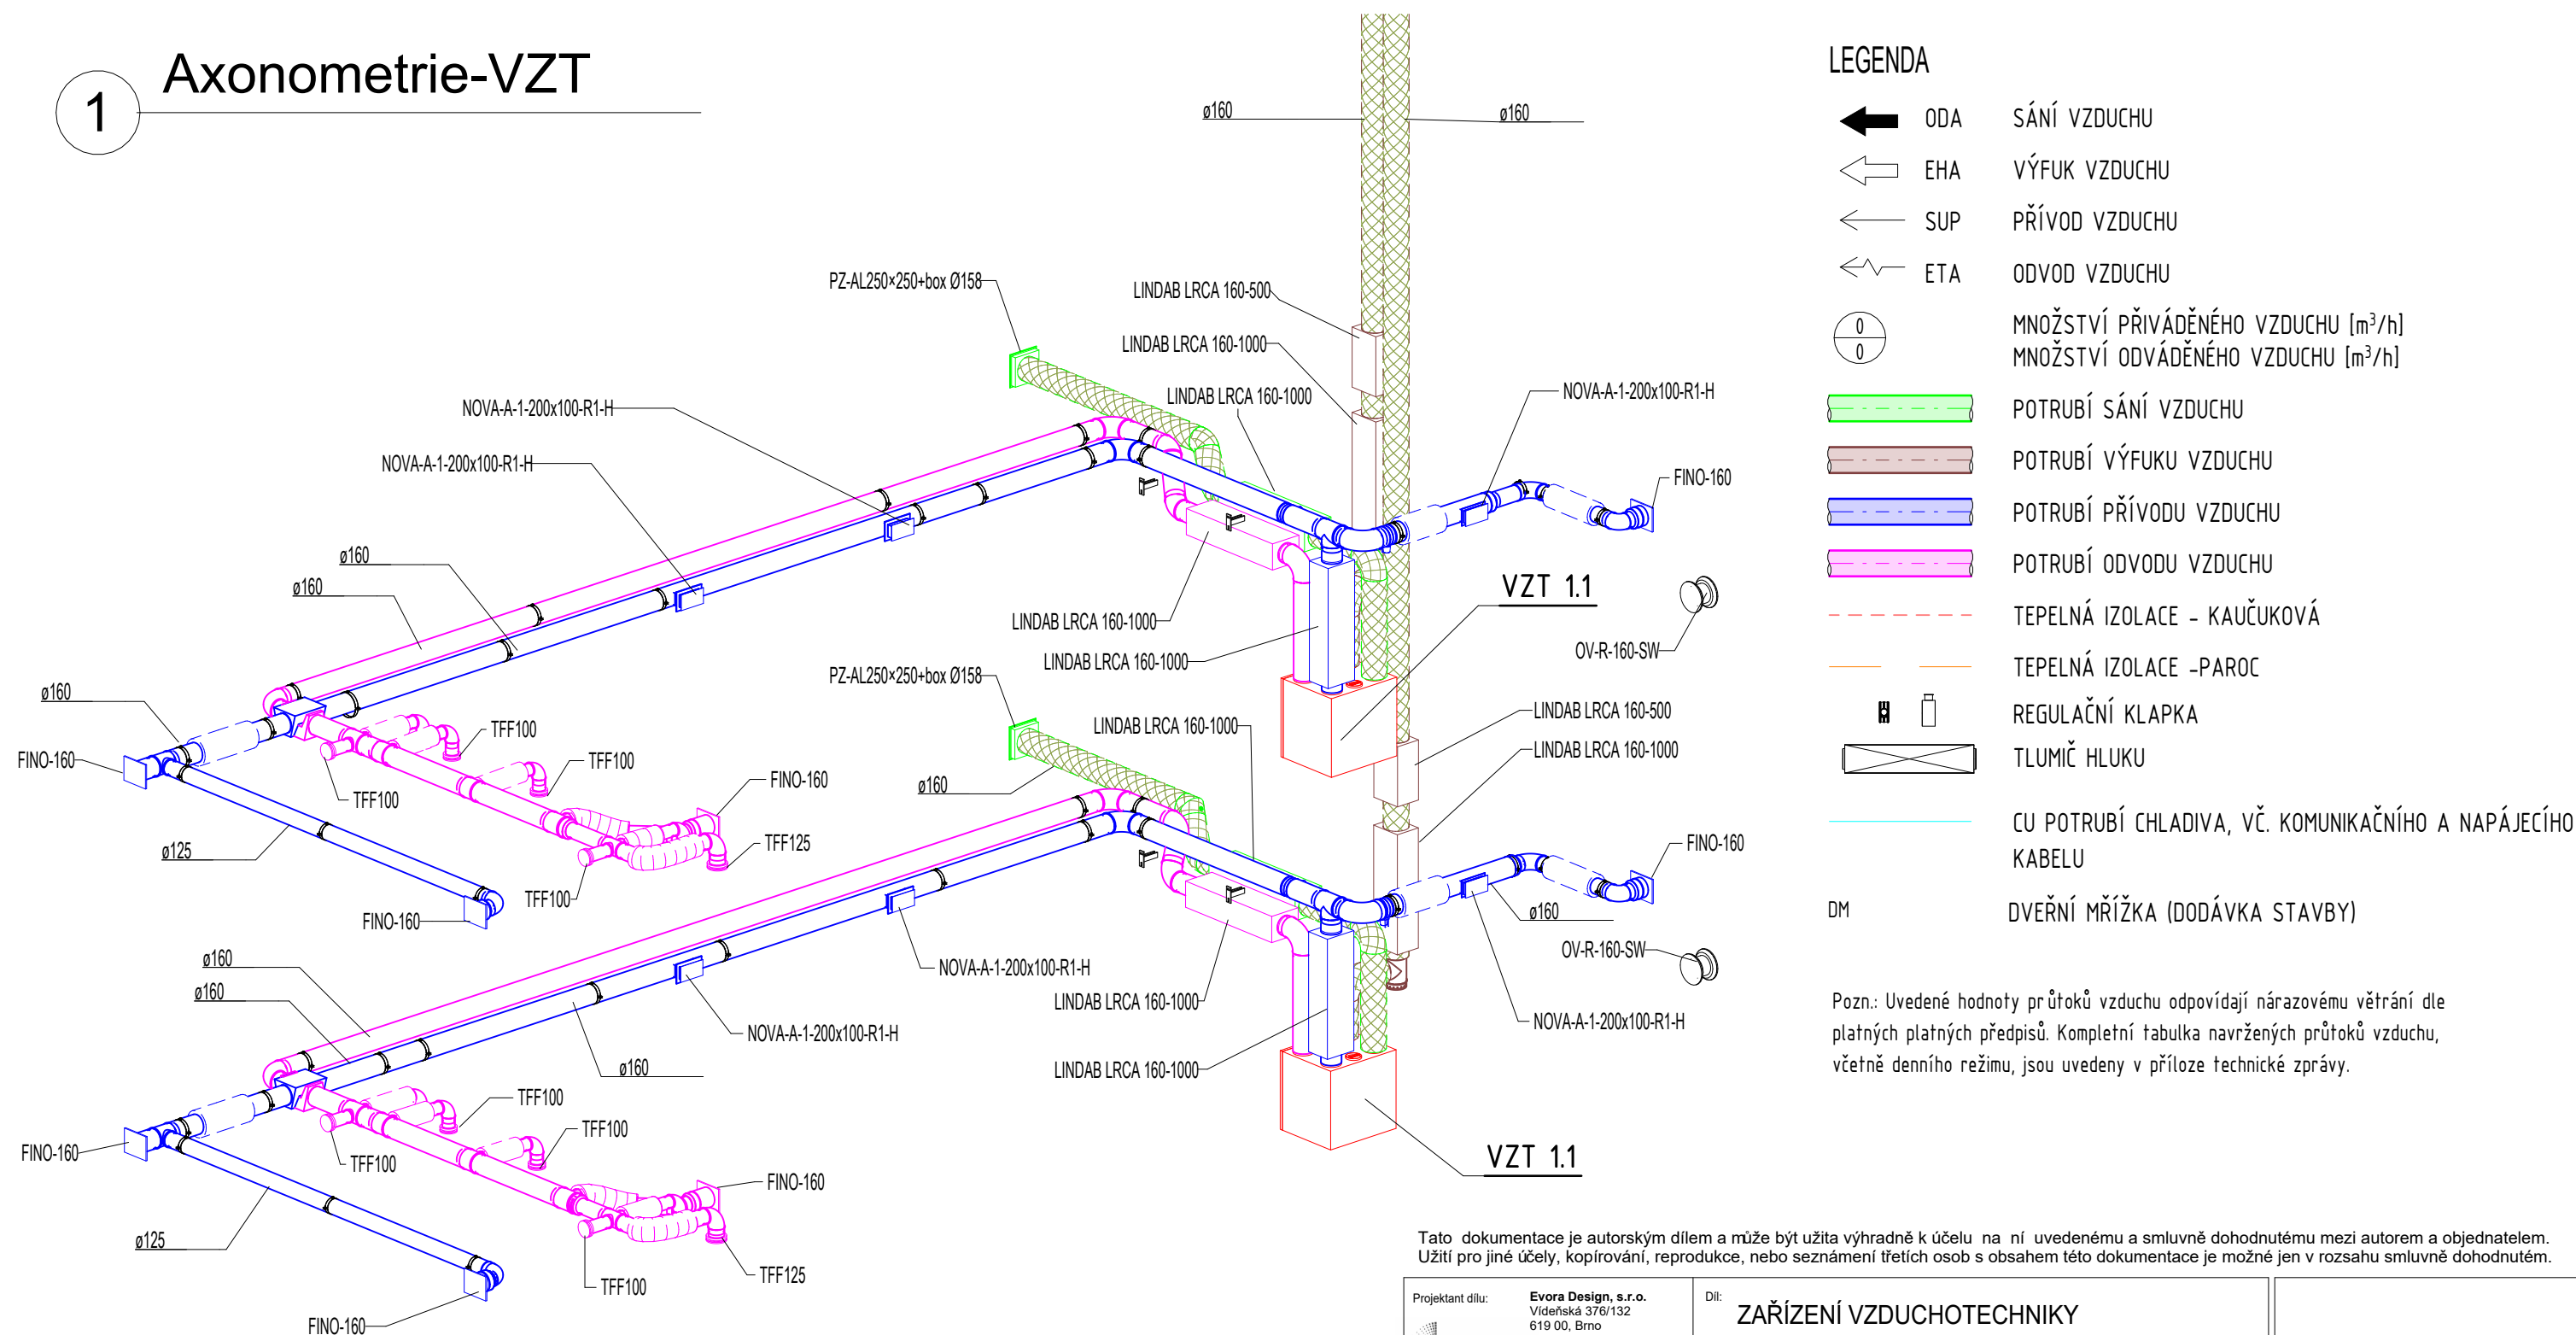 1
Axonometrie-VZT
ø160
ø160
PZ-AL250×250+box Ø158
LINDAB LRCA 160-500
LINDAB LRCA 160-1000
LINDAB LRCA 160-1000
NOVA-A-1-200x100-R1-H
NOVA-A-1-200x100-R1-H
NOVA-A-1-200x100-R1-H
FINO-160
ø160
ø160
VZT 1.1
LINDAB LRCA 160-1000
OV-R-160-SW
LINDAB LRCA 160-1000
PZ-AL250×250+box Ø158
ø160
LINDAB LRCA 160-500
LINDAB LRCA 160-1000
LINDAB LRCA 160-1000
TFF100
FINO-160
TFF100
FINO-160
ø160
TFF100
TFF125
FINO-160
ø125
TFF100
FINO-160
ø160
OV-R-160-SW
ø160
NOVA-A-1-200x100-R1-H
ø160
LINDAB LRCA 160-1000
NOVA-A-1-200x100-R1-H
NOVA-A-1-200x100-R1-H
ø160
LINDAB LRCA 160-1000
TFF100
TFF100
FINO-160
TFF100
VZT 1.1
FINO-160
ø125
TFF125
TFF100
FINO-160
LEGENDA
ODA SÁNÍ VZDUCHU
EHA VÝFUK VZDUCHU
SUP PŘÍVOD VZDUCHU
ETA ODVOD VZDUCHU
0 MNOŽSTVÍ PŘIVÁDĚNÉHO VZDUCHU [m³/h]
0 MNOŽSTVÍ ODVÁDĚNÉHO VZDUCHU [m³/h]
POTRUBÍ SÁNÍ VZDUCHU
POTRUBÍ VÝFUKU VZDUCHU
POTRUBÍ PŘÍVODU VZDUCHU
POTRUBÍ ODVODU VZDUCHU
TEPELNÁ IZOLACE - KAUČUKOVÁ
TEPELNÁ IZOLACE -PAROC
REGULAČNÍ KLAPKA
TLUMIČ HLUKU
CU POTRUBÍ CHLADIVA, VČ. KOMUNIKAČNÍHO A NAPÁJECÍHO
KABELU
DM DVEŘNÍ MŘÍŽKA (DODÁVKA STAVBY)
Pozn.: Uvedené hodnoty průtoků vzduchu odpovídají nárazovému větrání dle
platných platných předpisů. Kompletní tabulka navržených průtoků vzduchu,
včetně denního režimu, jsou uvedeny v příloze technické zprávy.
Tato dokumentace je autorským dílem a může být užita výhradně k účelu na ní uvedenému a smluvně dohodnutému mezi autorem a objednatelem.
Užití pro jiné účely, kopírování, reprodukce, nebo seznámení třetích osob s obsahem této dokumentace je možné jen v rozsahu smluvně dohodnutém.
Projektant dílu: Evora Design, s.r.o.
Vídeňská 376/132
619 00, Brno
Díl:
ZAŘÍZENÍ VZDUCHOTECHNIKY